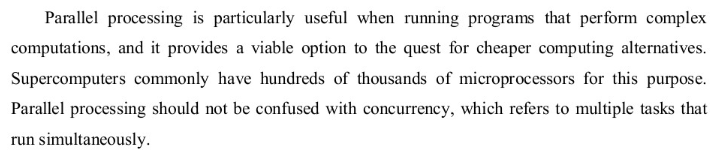 Parallel processing is particularly useful when running programs that perform complex
computations, and it provides a viable option to the quest for cheaper computing alternatives.
Supercomputers commonly have hundreds of thousands of microprocessors for this purpose.
Parallel processing should not be confused with concurrency, which refers to multiple tasks that
run simultaneously.